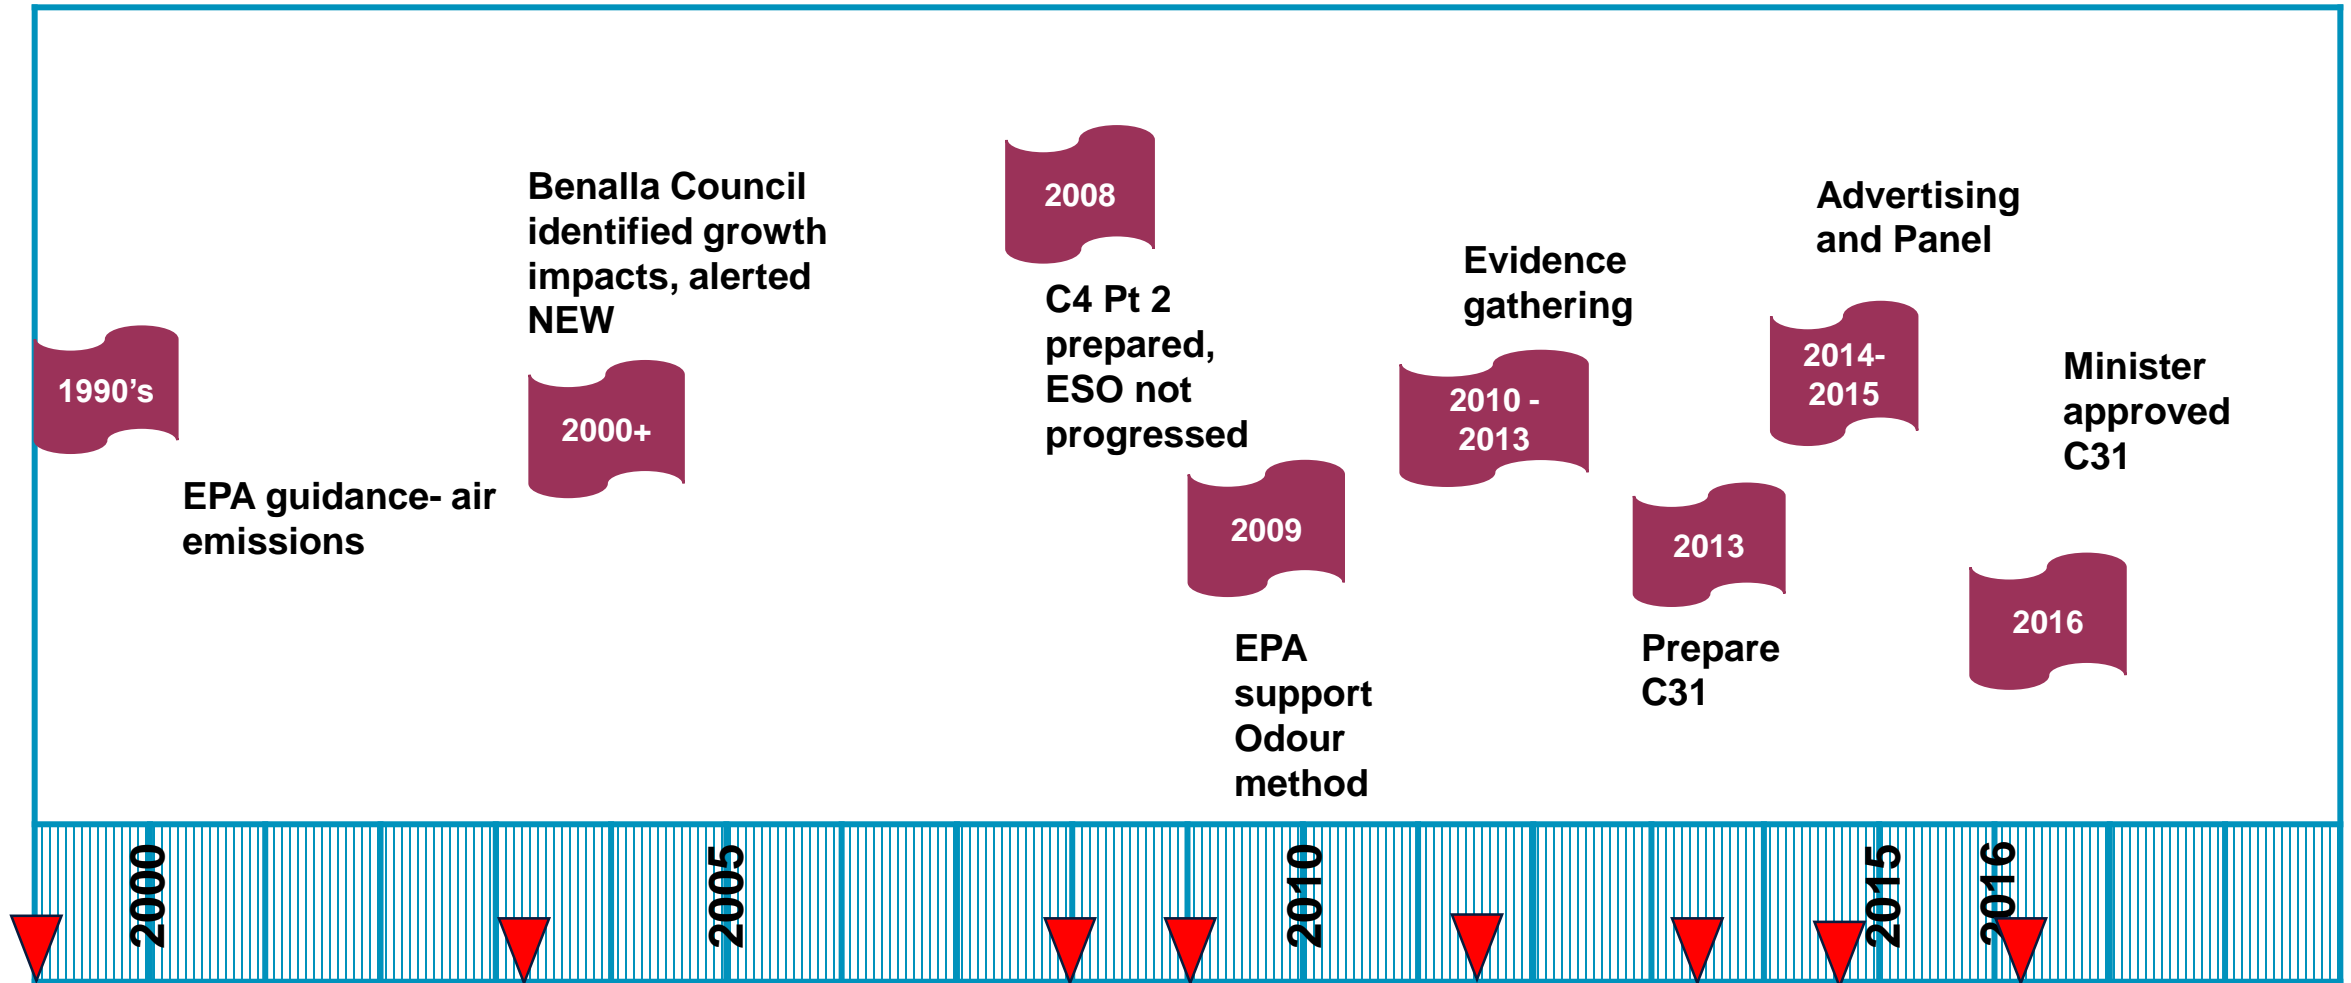 1990's
EPA guidance- air
emissions
Benalla Council
identified growth
impacts, alerted
NEW
2000+
2008
C4 Pt 2
prepared,
ESO not
progressed
2009
EPA
support
Odour
method
Evidence
gathering
2010 -
2013
2013
Prepare
C31
Advertising
and Panel
2014-
2015
Minister
approved
C31
2016
2000
2005
2010
2015
2016